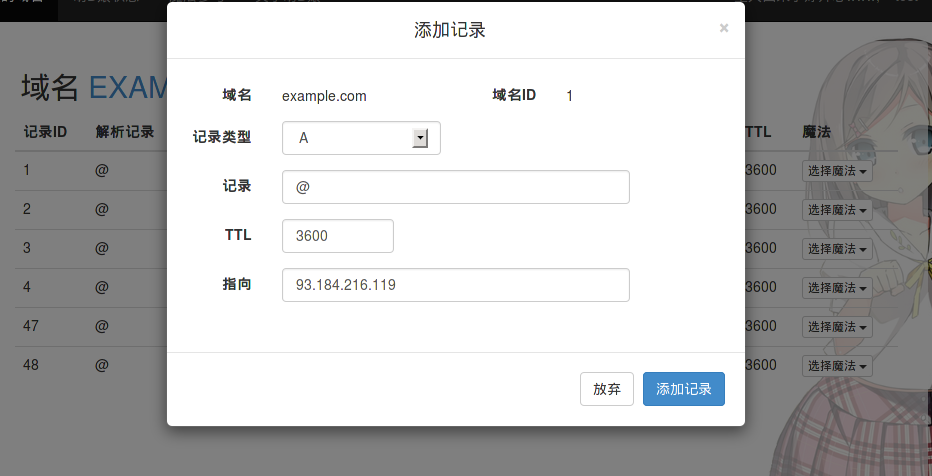 添加记录 ×
域名 EXAM
域名 example.com 域名ID 1
记录ID 解析记录 TTL 魔法
记录类型 A
1 @ 3600 选择魔法
记录 @
2 @ 3600 选择魔法
TTL 3600
3 @ 3600 选择魔法
指向 93.184.216.119
4 @ 3600 选择魔法
47 @ 3600 选择魔法
48 @ 3600 选择魔法
放弃 添加记录